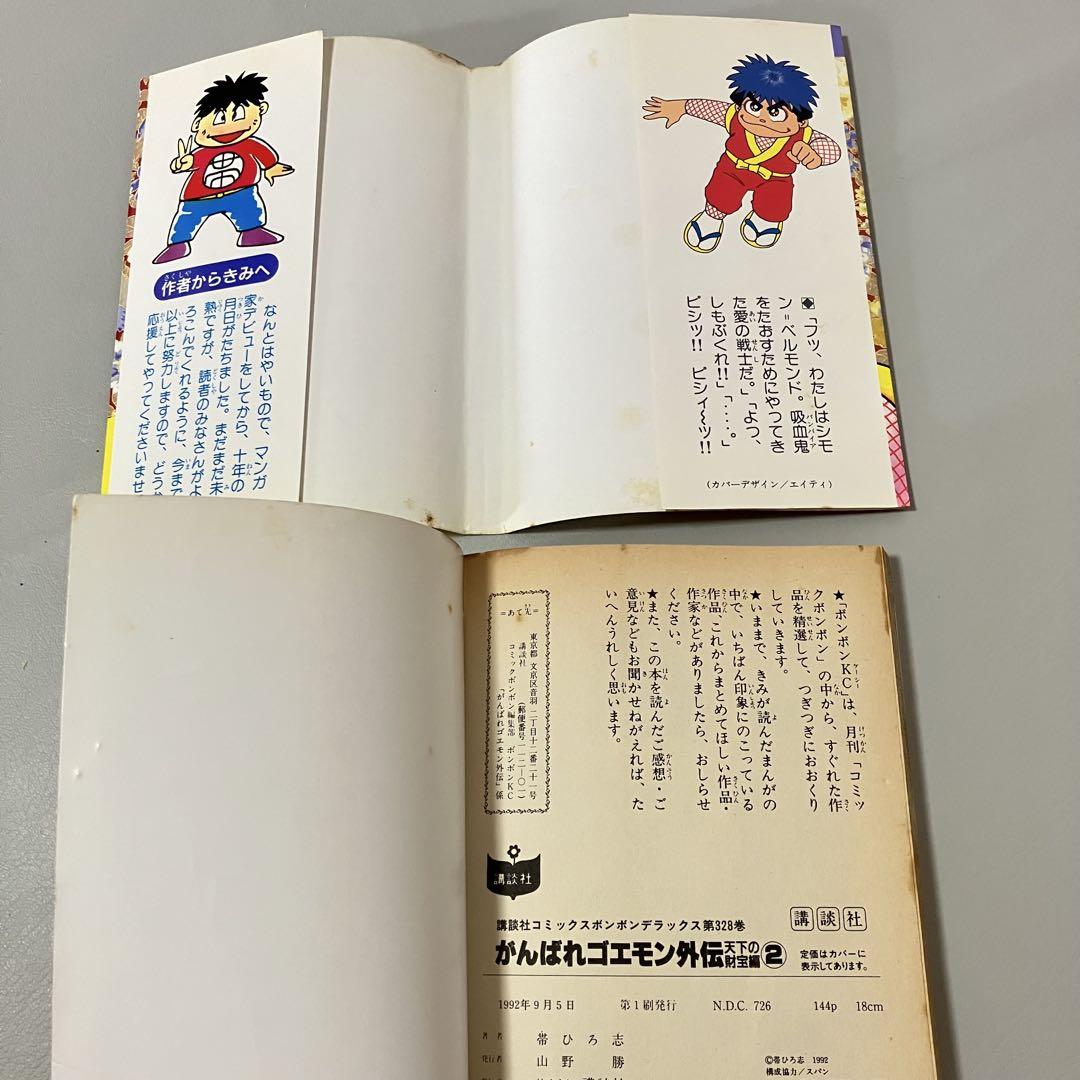 ◆「フッ、わたしはシモ
ン=ベルモンド。吸血鬼
をたおすためにやってき
た愛の戦士だ。」「よっ、
しもぶくれ!!」「‥‥。」
ピシッ!! ピシィ〜ッ!!
(カバーデザイン/エイティ)
作者からきみへ
なんとはやいもので、マンガ
家デビューをしてから、十年の
月日がたちました。まだまだ未
熟ですが、読者のみなさんがよ
ろこんでくれるように、今まで
以上に努力しますので、どうか
応援してやってくださいませ
★「ボンボンKC」は、月刊「コミッ
クボンボン」の中から、すぐれた作
品を精選して、つぎつぎにおおくり
していきます。
★いままで、きみが読んだまんがの
中で、いちばん印象にのこっている
作品、これからまとめてほしい作品・
作家などがありましたら、おしらせ
ください。
★また、この本を読んだご感想・ご
意見などもお聞かせねがえれば、た
いへんうれしく思います。
=あて先=
東京都 文京区音羽 二丁目十二番二十一号
(郵便番号一一二-〇一)
講談社
コミックボンボン編集部 ボンボンKC
「がんばれゴエモン外伝」係
講談社
講談社コミックスボンボンデラックス第328巻
講談社
がんばれゴエモン外伝 天下の財宝編②
定価はカバーに
表示してあります。
1992年9月5日 第1刷発行 N.D.C. 726 144p 18cm
著者 帯ひろ志
発行者 山野 勝
©帯ひろ志 1992
構成協力/スパン